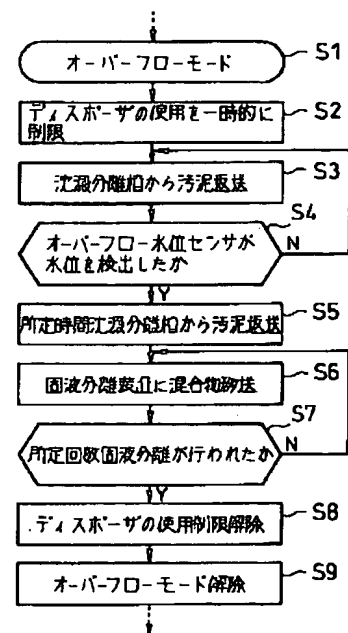 オーバーフローモード
S1
ディスポーザの使用を一時的に
制限
S2
沈澱分離槽から汚泥返送
S3
オーバーフロー水位センサが
水位を検出したか
S4
N
Y
所定時間沈澱分離槽から汚泥返送
S5
固液分離装置に混合物移送
S6
所定回数固液分離が行われたか
S7
N
Y
ディスポーザの使用制限解除
S8
オーバーフローモード解除
S9